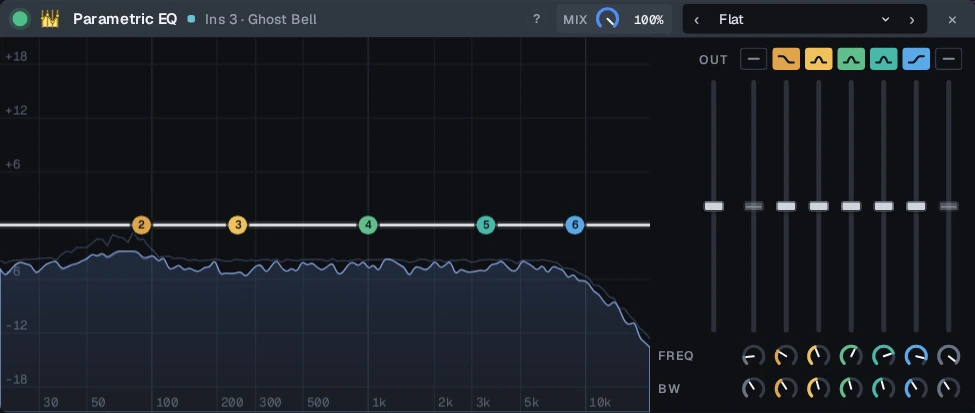 Parametric EQ Ins 3 · Ghost Bell ? MIX 100% ‹ Flat › ×
OUT
+18
+12
+6
2 3 4 5 6
-6
-12
-18
30 50 100 200 300 500 1k 2k 3k 5k 10k
FREQ
BW